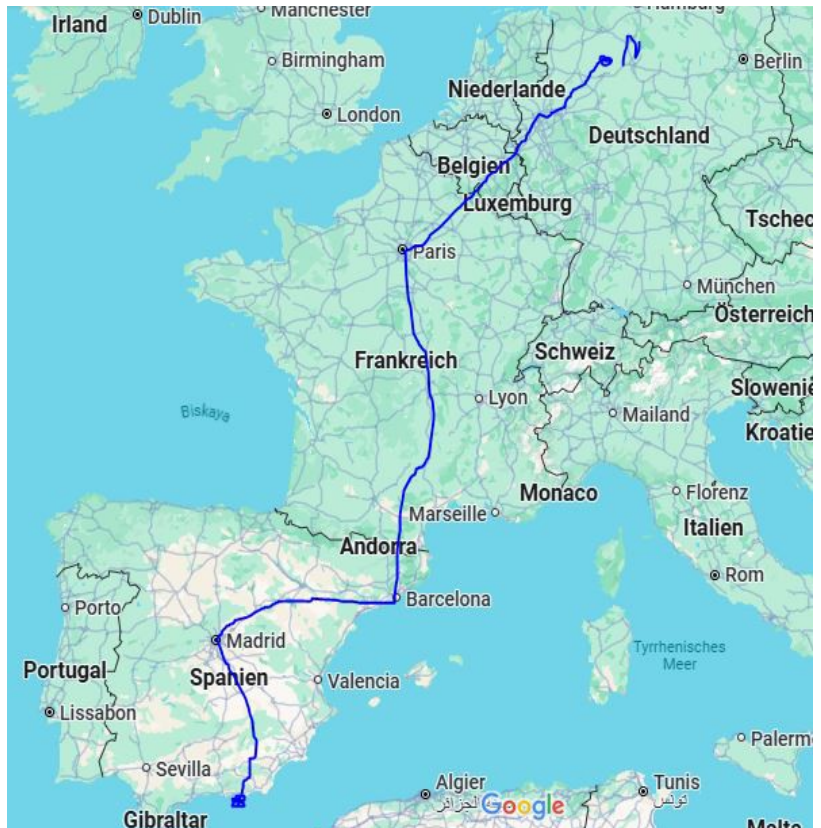 Hamburg
Irland
Dublin
Manchester
Birmingham
Berlin
Niederlande
London
Deutschland
Belgien
Luxemburg
Tschec
Paris
München
Österreich
Frankreich
Schweiz
Slowenie
Lyon
Mailand
Biskaya
Kroatie
Monaco
Florenz
Marseille
Italien
Andorra
Rom
Porto
Barcelona
Madrid
Tyrrhenisches
Meer
Portugal
Spanien
Valencia
Lissabon
Palermo
Sevilla
Algier
Tunis
الجزائر
Google
تونس
Gibraltar
Malta